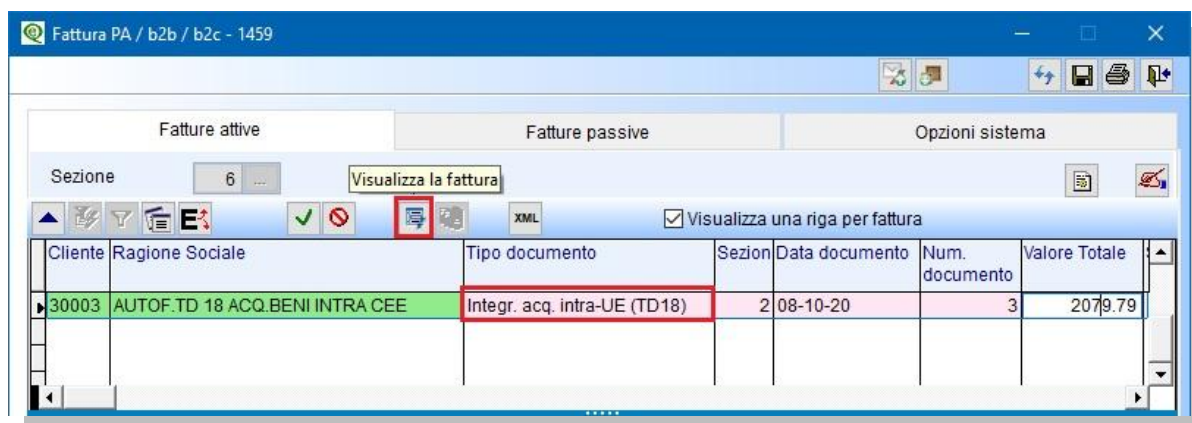 Fattura PA / b2b / b2c - 1459
Fatture attive Fatture passive Opzioni sistema
Sezione 6 ... Visualizza la fattura
E XML Visualizza una riga per fattura
Cliente Ragione Sociale Tipo documento Sezion Data documento Num. documento Valore Totale
30003 AUTOF.TD 18 ACQ.BENI INTRA CEE Integr. acq. intra-UE (TD18) 2 08-10-20 3 2079.79